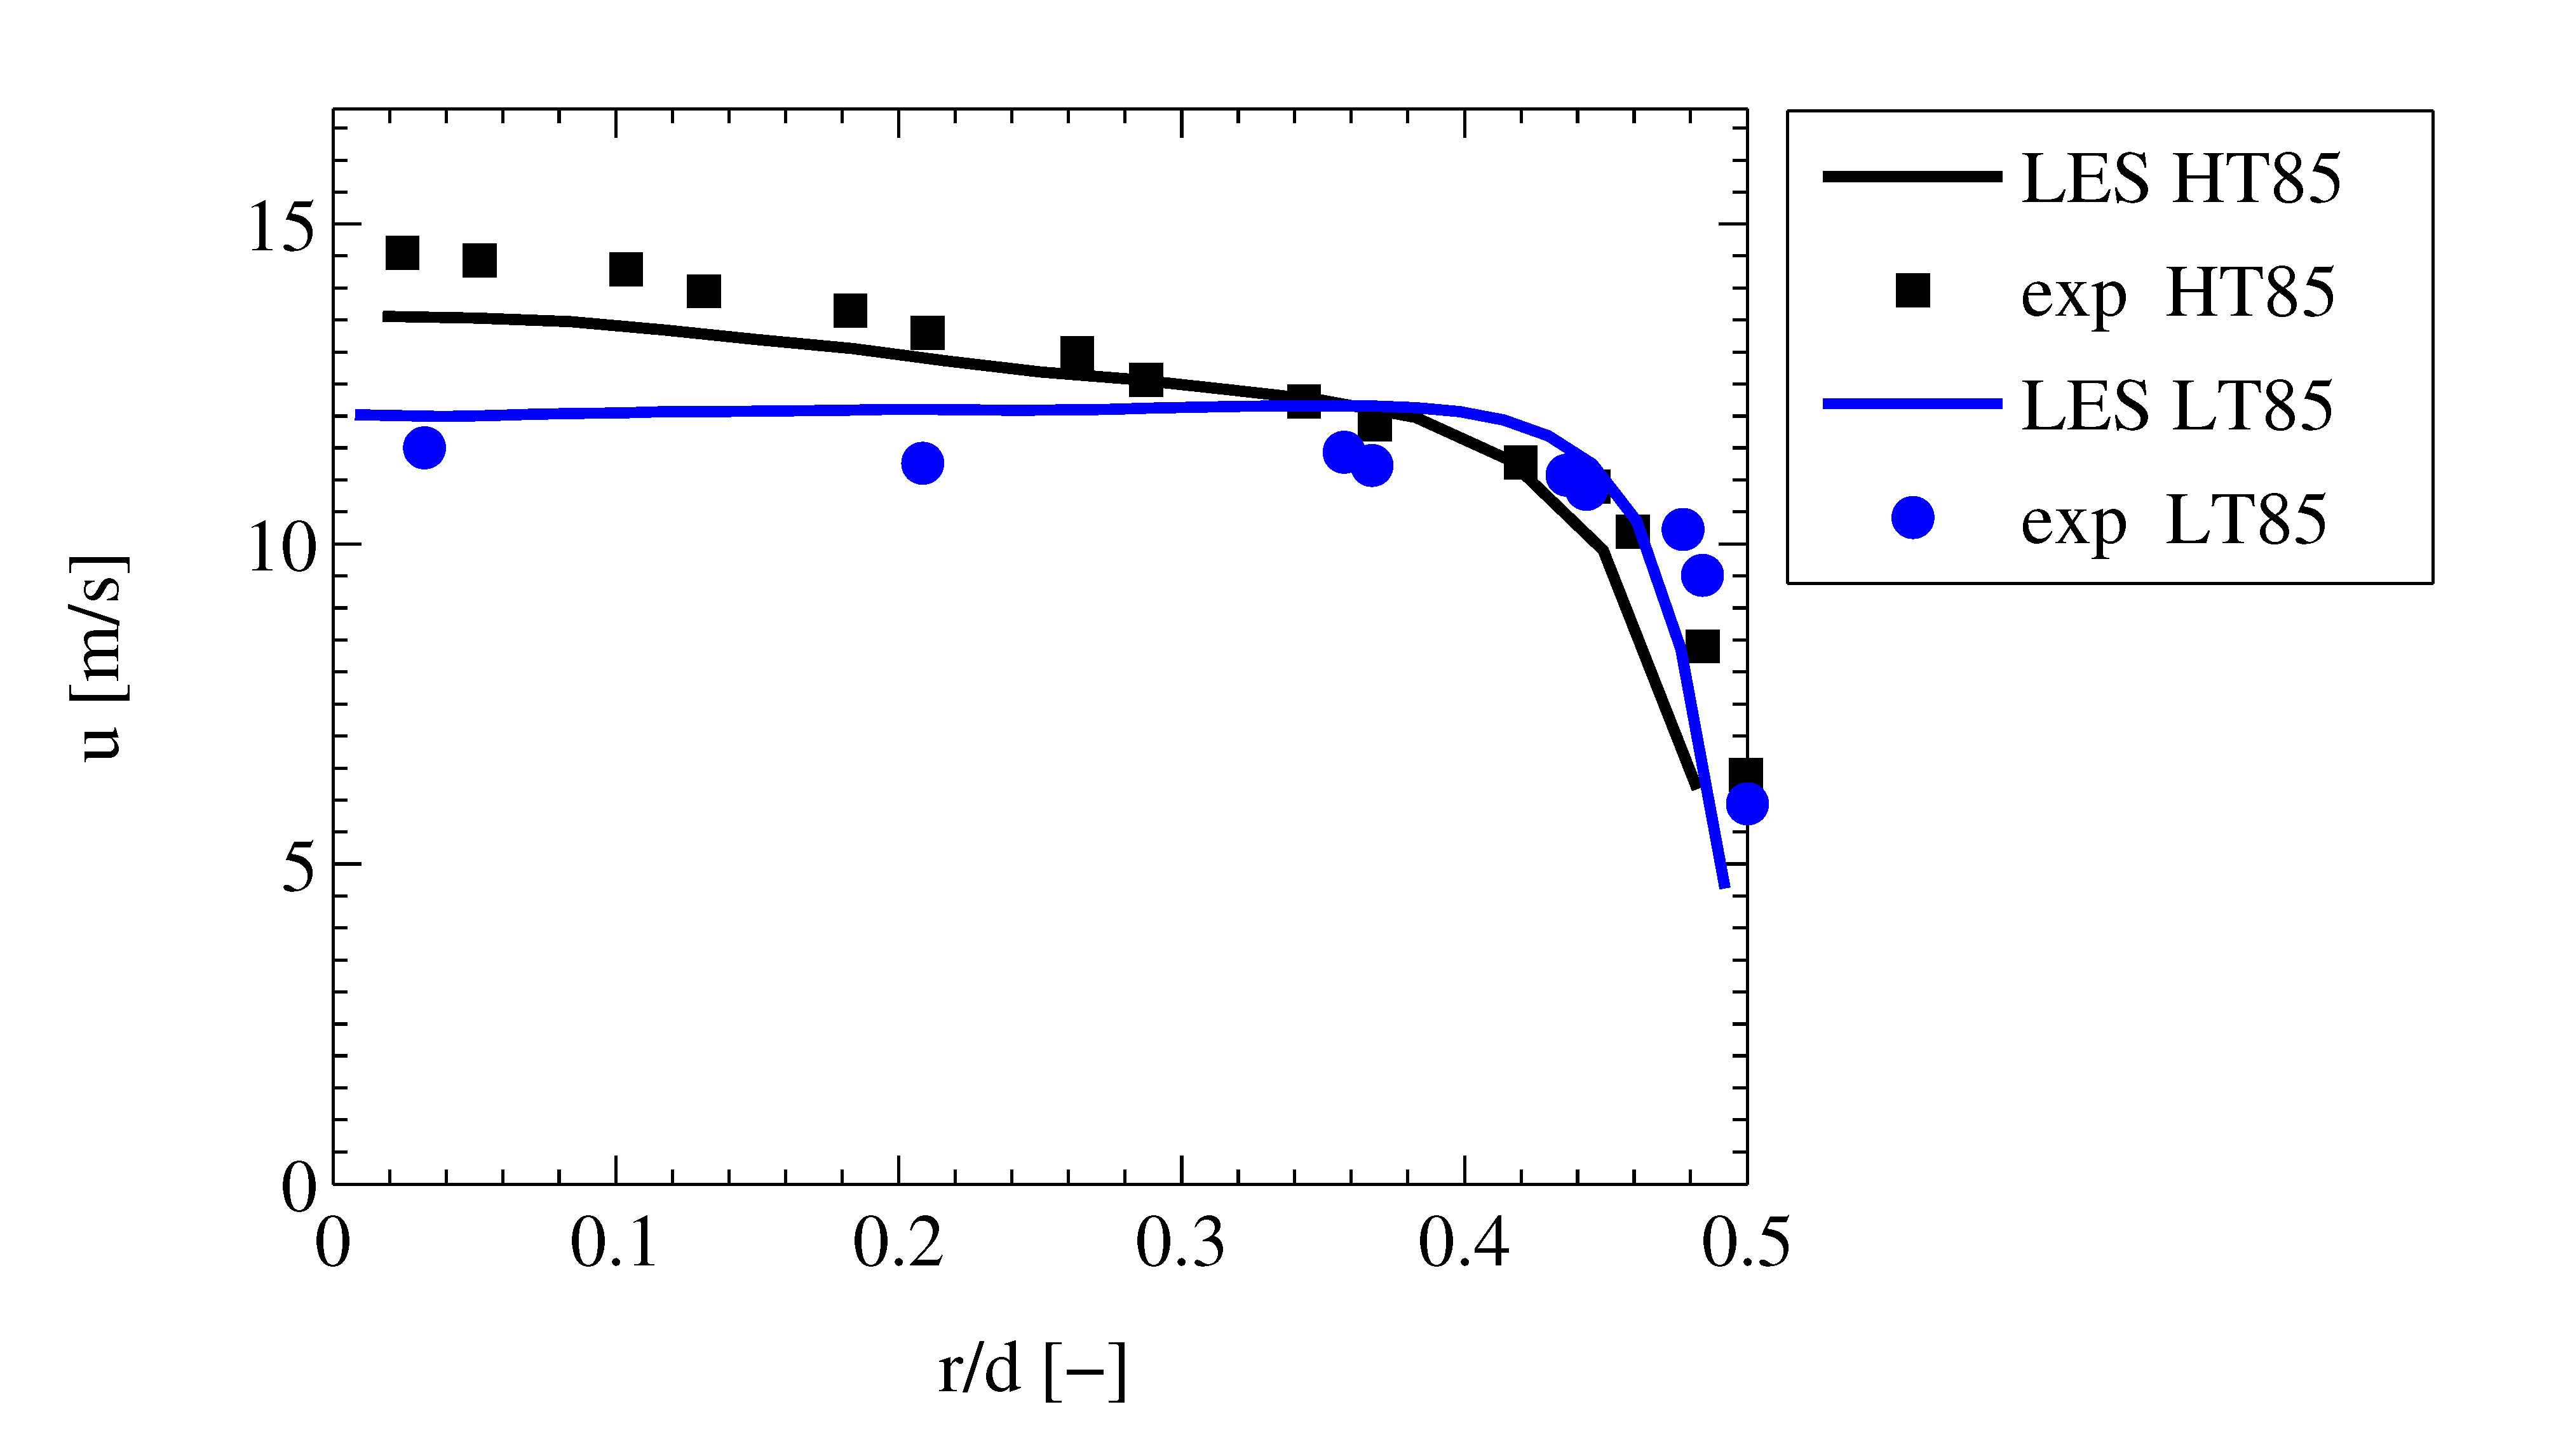 LES HT85
exp HT85
LES LT85
exp LT85
15
10
5
0
u [m/s]
0 0.1 0.2 0.3 0.4 0.5
r/d [−]